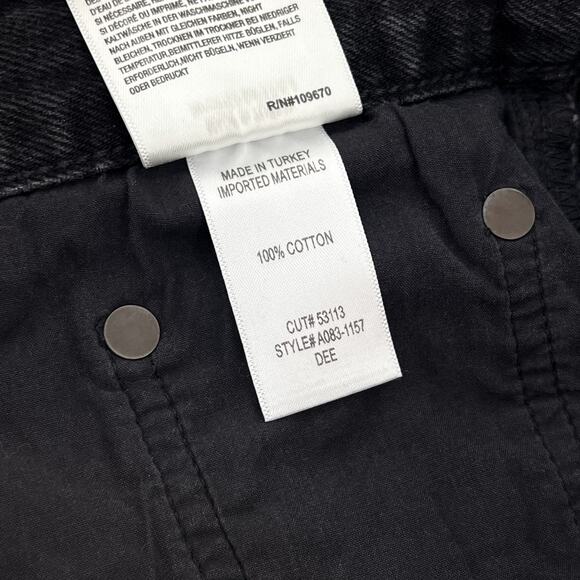 D'EAU DE
SI NÉCESSAIRE,
SI DÉCORÉ OU IMPRIMÉ, NE
KALTWÄSCHE IN DER WASCHMASCHINE
MIT GLEICHEN FARBEN, NICHT
NACH AUßEN
BLEICHEN, TROCKNEN IM TROCKNER BEI NIEDRIGER
TEMPERATUR, BEIMITTLERER HITZE BÜGELN, FALLS
ERFORDERLICH, NICHT BÜGELN WENN VERZIERT
ODER BEDRUCKT
R/N#109670
MADE IN TURKEY
IMPORTED MATERIALS
100% COTTON
CUT# 53113
STYLE# A083-1157
DEE